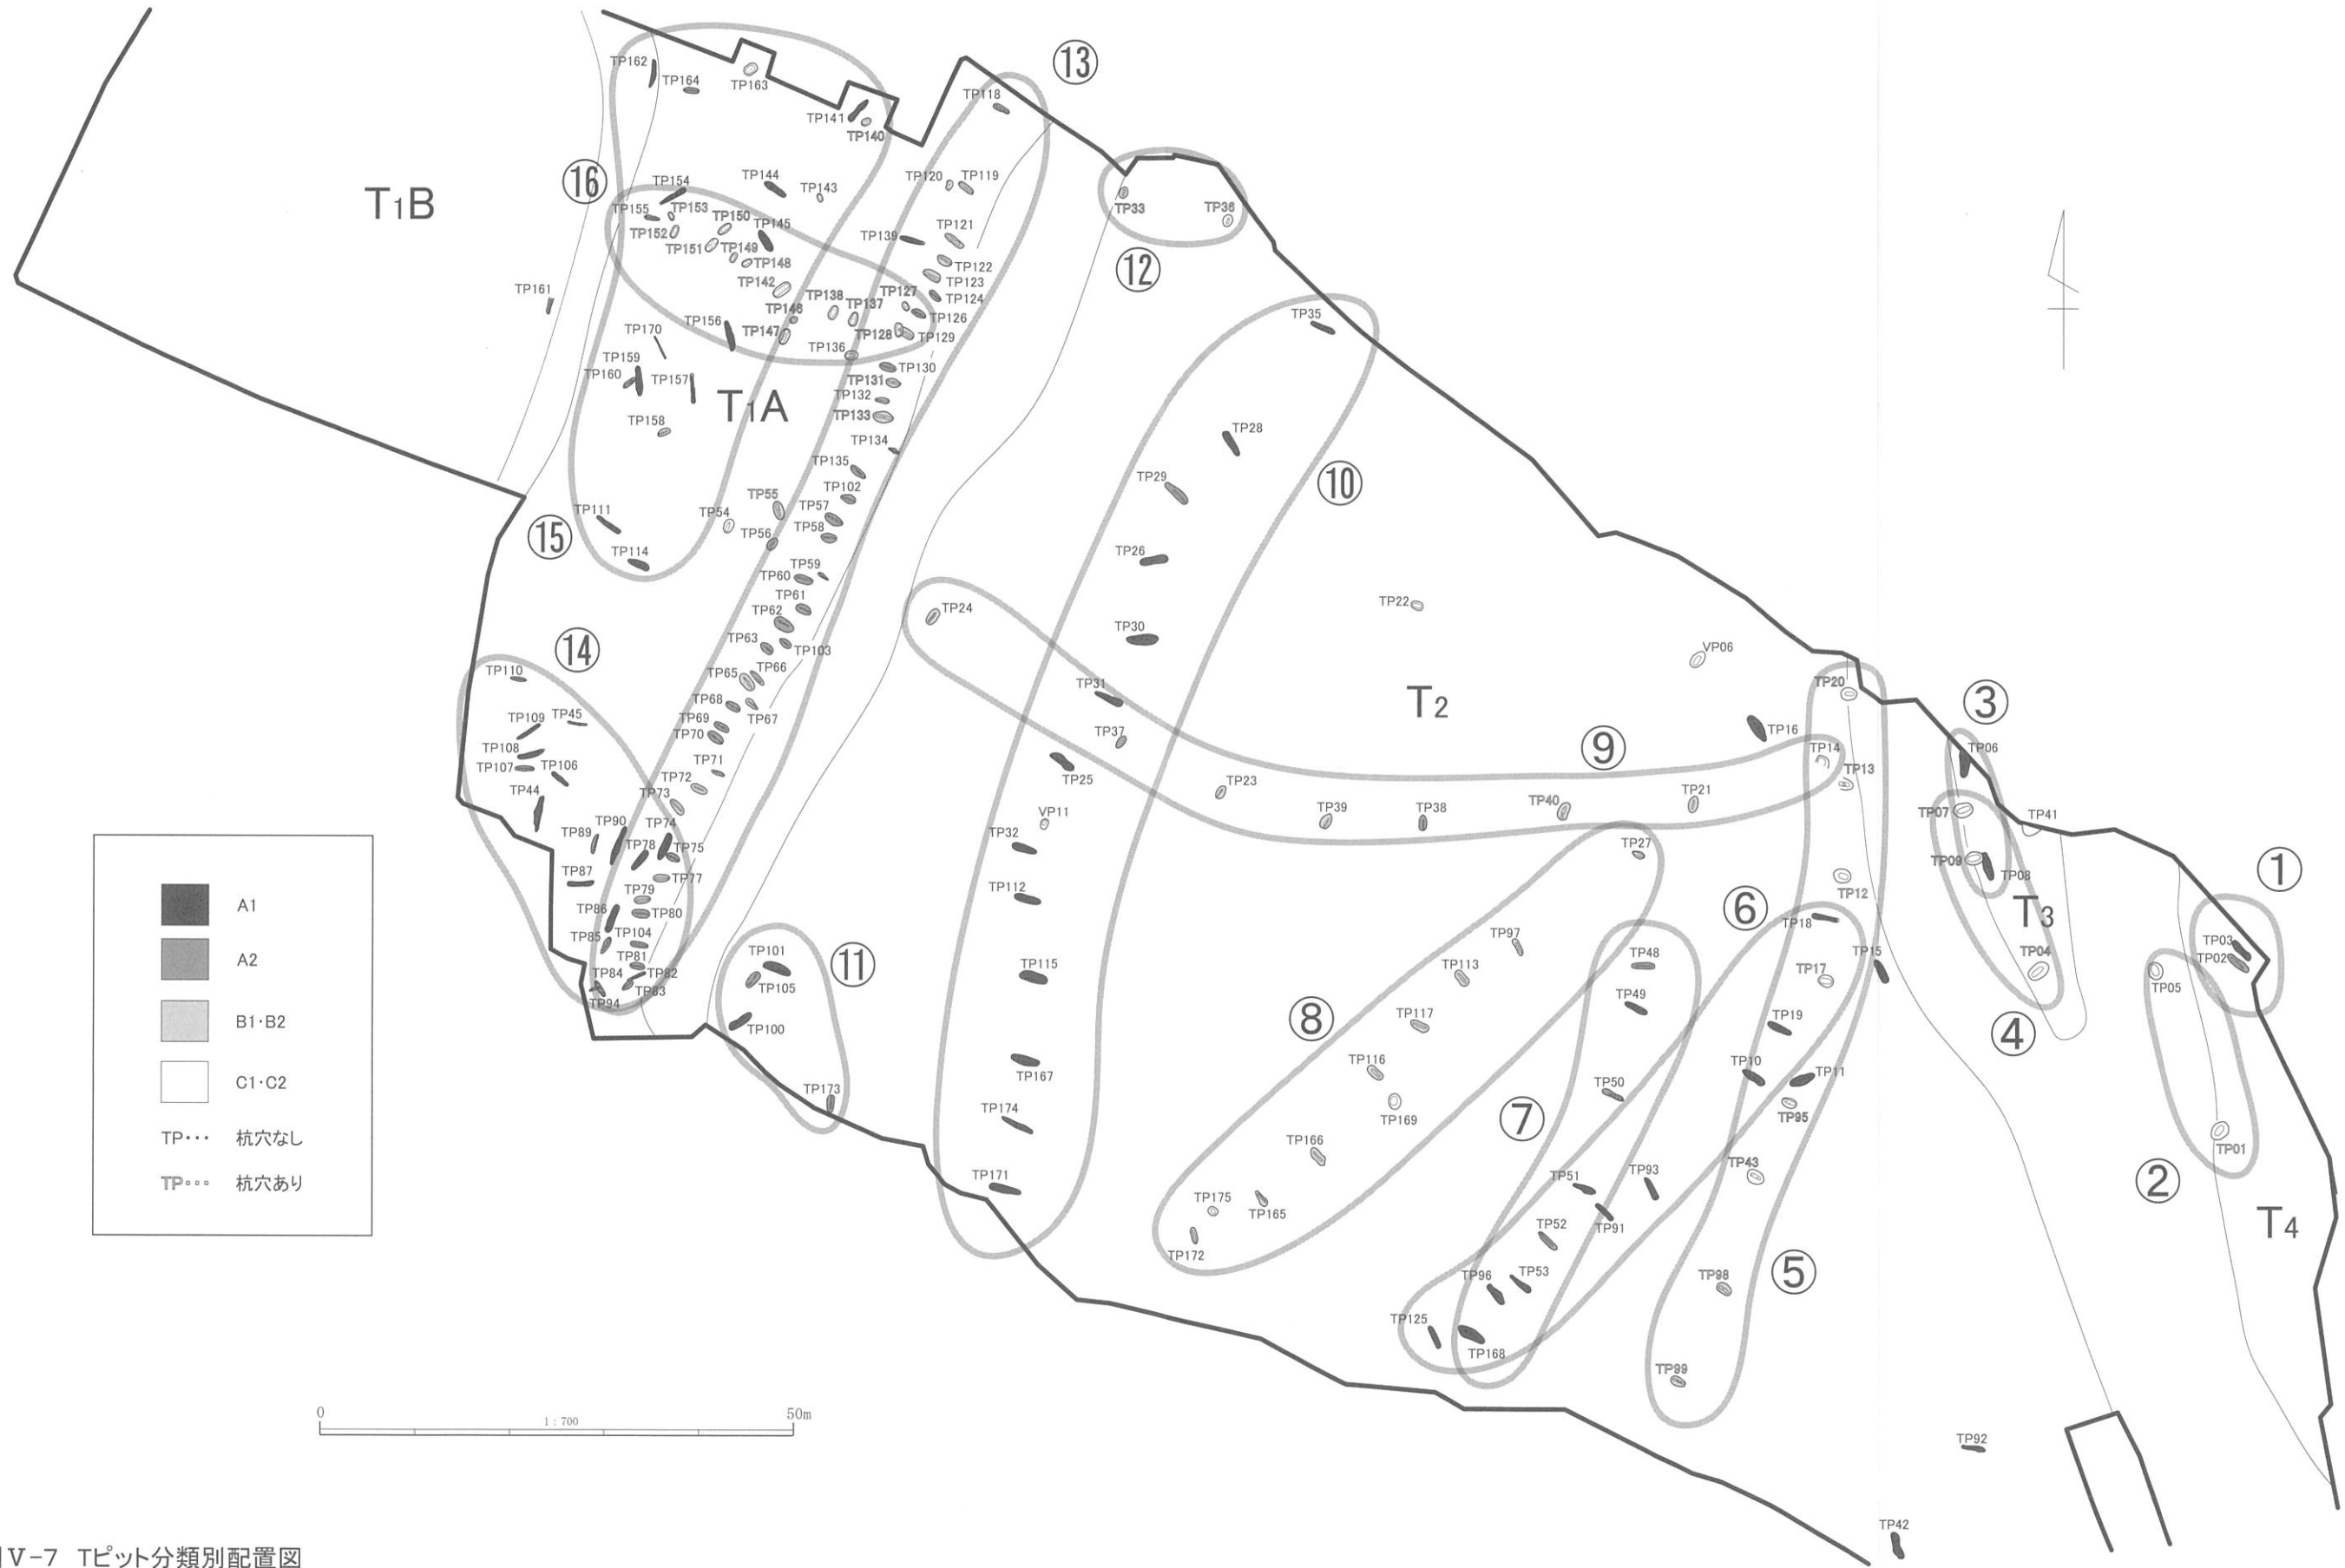 ⑬
TP162
TP164
TP163
TP118
TP141
TP140
⑯
T1B
TP154
TP144
TP143
TP120
TP119
TP33
TP36
TP155
TP153
TP150
TP145
TP152
TP151
TP149
TP148
TP139
TP121
TP122
TP123
TP124
⑫
TP142
TP161
TP138
TP137
TP127
TP126
TP146
TP147
TP128
TP129
TP156
TP170
TP136
TP35
TP159
TP160
TP157
T1A
TP130
TP131
TP132
TP133
TP158
TP134
TP28
TP135
TP102
TP29
⑩
TP55
TP57
TP54
TP58
TP56
TP111
⑮
TP114
TP26
TP59
TP60
TP61
TP62
TP24
TP22
TP30
TP63
TP103
⑭
TP110
TP65
TP66
VP06
TP31
T2
TP20
③
TP68
TP67
TP69
TP70
TP109
TP45
TP37
TP16
TP14
TP06
⑨
TP108
TP107
TP106
TP71
TP72
TP73
TP25
TP13
TP44
TP23
TP39
TP38
TP40
TP21
TP07
TP41
VP11
TP32
TP89
TP90
TP74
TP78
TP75
TP27
TP09
TP08
①
TP87
TP77
TP79
TP112
TP12
⑥
T3
TP86
TP80
TP18
TP85
TP104
TP97
TP03
TP02
TP81
TP101
⑪
TP115
TP48
TP15
TP04
TP84
TP82
TP83
TP105
TP113
TP17
TP05
TP94
TP49
TP100
⑧
TP117
TP19
④
TP167
TP116
TP10
TP11
TP50
TP95
TP173
TP174
TP169
⑦
TP166
TP01
TP43
②
TP171
TP51
TP93
TP175
TP165
TP91
T4
TP172
TP52
TP96
TP53
⑤
TP98
TP125
TP168
TP99
TP92
TP42
A1
A2
B1・B2
C1・C2
TP･･･ 杭穴なし
TP▫▫▫ 杭穴あり
0
1：700
50m
Ⅴ-7 Tピット分類別配置図